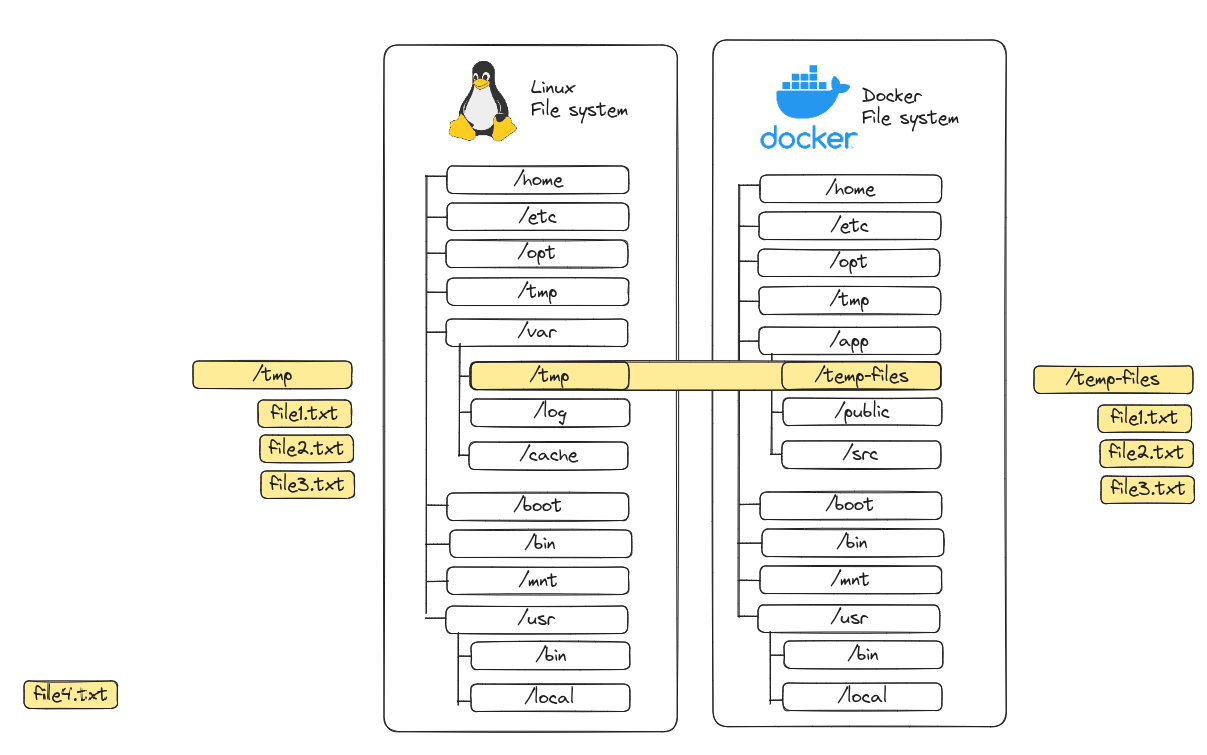 Linux
File system
/home
/etc
/opt
/tmp
/var
/tmp
/log
/cache
/boot
/bin
/mnt
/usr
/bin
/local
docker
Docker
File system
/home
/etc
/opt
/tmp
/app
/temp-files
/public
/src
/boot
/bin
/mnt
/usr
/bin
/local
/tmp
file1.txt
file2.txt
file3.txt
/temp-files
file1.txt
file2.txt
file3.txt
file4.txt